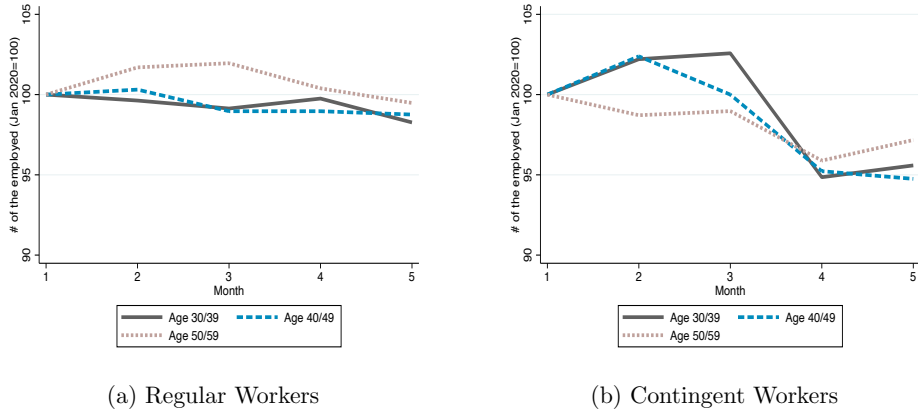 # of the employed (Jan 2020=100)
105
100
95
90
1 2 3 4 5
Month
Age 30/39 Age 40/49
Age 50/59
(a) Regular Workers
# of the employed (Jan 2020=100)
105
100
95
90
1 2 3 4 5
Month
Age 30/39 Age 40/49
Age 50/59
(b) Contingent Workers